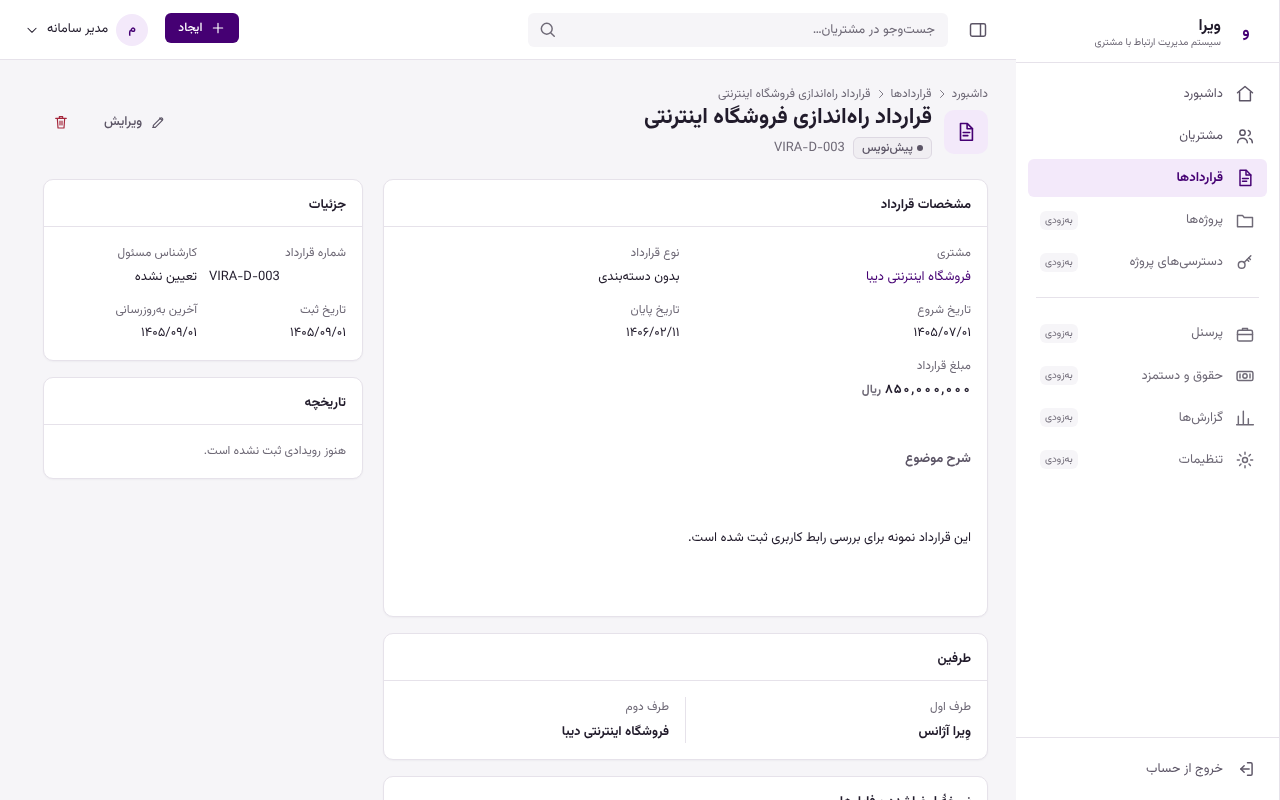 و
ویرا
سیستم مدیریت ارتباط با مشتری
داشبورد
مشتریان
قراردادها
پروژه‌ها
به‌زودی
دسترسی‌های پروژه
به‌زودی
پرسنل
به‌زودی
حقوق و دستمزد
به‌زودی
گزارش‌ها
به‌زودی
تنظیمات
به‌زودی
خروج از حساب
جست‌وجو در مشتریان...
ایجاد
م
مدیر سامانه
داشبورد
قراردادها
قرارداد راه‌اندازی فروشگاه اینترنتی
قرارداد راه‌اندازی فروشگاه اینترنتی
پیش‌نویس
VIRA-D-003
ویرایش
مشخصات قرارداد
مشتری
نوع قرارداد
فروشگاه اینترنتی دیبا
بدون دسته‌بندی
تاریخ شروع
تاریخ پایان
۱۴۰۵/۰۷/۰۱
۱۴۰۶/۰۲/۱۱
مبلغ قرارداد
۸۵۰,۰۰۰,۰۰۰ ریال
شرح موضوع
این قرارداد نمونه برای بررسی رابط کاربری ثبت شده است.
طرفین
طرف اول
طرف دوم
ویرا آژانس
فروشگاه اینترنتی دیبا
جزئیات
شماره قرارداد
کارشناس مسئول
VIRA-D-003
تعیین نشده
تاریخ ثبت
آخرین به‌روزرسانی
۱۴۰۵/۰۹/۰۱
۱۴۰۵/۰۹/۰۱
تاریخچه
هنوز رویدادی ثبت نشده است.